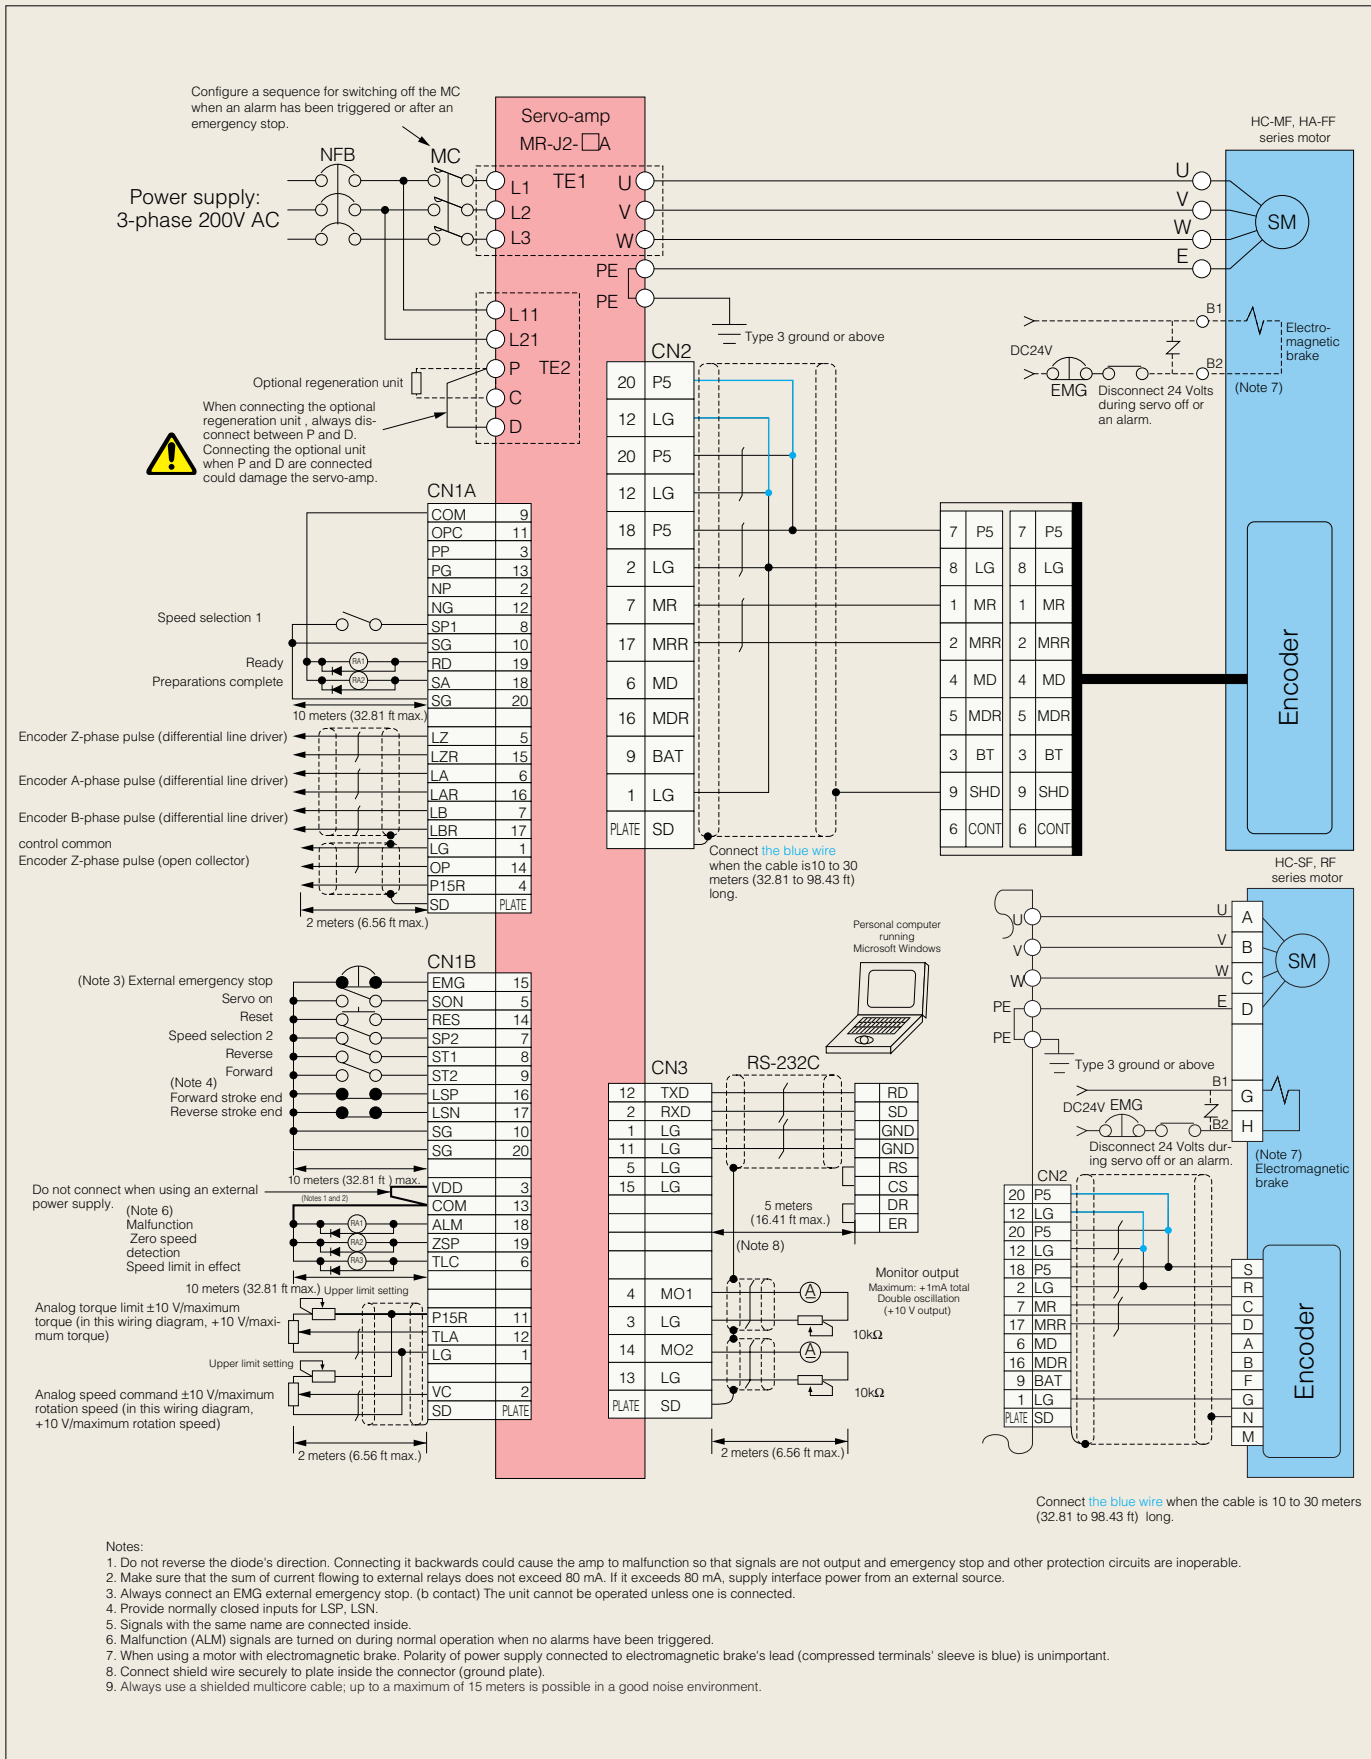 Configure a sequence for switching off the MC
when an alarm has been triggered or after an
emergency stop.
Servo-amp
MR-J2-□A
HC-MF, HA-FF
series motor
NFB
MC
Power supply:
3-phase 200V AC
L1
TE1
U
L2
V
L3
W
PE
PE
U
V
W
E
SM
L11
L21
P
TE2
C
D
Type 3 ground or above
B1
DC24V
B2
EMG
Disconnect 24 Volts
during servo off or
an alarm.
Electro-
magnetic
brake
(Note 7)
Optional regeneration unit
When connecting the optional
regeneration unit , always dis-
connect between P and D.
Connecting the optional unit
when P and D are connected
could damage the servo-amp.
CN2
20 P5
12 LG
20 P5
12 LG
18 P5
2 LG
7 MR
17 MRR
6 MD
16 MDR
9 BAT
1 LG
PLATE SD
7 P5 7 P5
8 LG 8 LG
1 MR 1 MR
2 MRR 2 MRR
4 MD 4 MD
5 MDR 5 MDR
3 BT 3 BT
9 SHD 9 SHD
6 CONT 6 CONT
Encoder
Connect the blue wire
when the cable is10 to 30
meters (32.81 to 98.43 ft)
long.
CN1A
COM 9
OPC 11
PP 3
PG 13
NP 2
NG 12
SP1 8
SG 10
RD 19
SA 18
SG 20
LZ 5
LZR 15
LA 6
LAR 16
LB 7
LBR 17
LG 1
OP 14
P15R 4
SD PLATE
Speed selection 1
Ready
RA1
Preparations complete
RA2
10 meters (32.81 ft max.)
Encoder Z-phase pulse (differential line driver)
Encoder A-phase pulse (differential line driver)
Encoder B-phase pulse (differential line driver)
control common
Encoder Z-phase pulse (open collector)
2 meters (6.56 ft max.)
CN1B
EMG 15
SON 5
RES 14
SP2 7
ST1 8
ST2 9
LSP 16
LSN 17
SG 10
SG 20
VDD 3
COM 13
ALM 18
ZSP 19
TLC 6
P15R 11
TLA 12
LG 1
VC 2
SD PLATE
(Note 3) External emergency stop
Servo on
Reset
Speed selection 2
Reverse
Forward
(Note 4)
Forward stroke end
Reverse stroke end
10 meters (32.81 ft ) max.
Do not connect when using an external
power supply.
(Notes 1 and 2)
(Note 6)
Malfunction
Zero speed
detection
Speed limit in effect
RA1
RA2
RA3
10 meters (32.81 ft max.)
Upper limit setting
Analog torque limit ±10 V/maximum
torque (in this wiring diagram, +10 V/maxi-
mum torque)
Upper limit setting
Analog speed command ±10 V/maximum
rotation speed (in this wiring diagram,
+10 V/maximum rotation speed)
2 meters (6.56 ft max.)
Personal computer
running
Microsoft Windows
CN3
RS-232C
12 TXD
2 RXD
1 LG
11 LG
5 LG
15 LG
4 MO1
3 LG
14 MO2
13 LG
PLATE SD
RD
SD
GND
GND
RS
CS
DR
ER
5 meters
(16.41 ft max.)
(Note 8)
Monitor output
Maximum: +1mA total
Double oscillation
(+10 V output)
A
10kΩ
A
10kΩ
2 meters (6.56 ft max.)
HC-SF, RF
series motor
U
V
W
PE
PE
U
V
W
E
A
B
C
D
G
H
SM
Type 3 ground or above
B1
DC24V
EMG
B2
Disconnect 24 Volts dur-
ing servo off or an alarm.
(Note 7)
Electromagnetic
brake
CN2
20 P5
12 LG
20 P5
12 LG
18 P5
2 LG
7 MR
17 MRR
6 MD
16 MDR
9 BAT
1 LG
PLATE SD
S
R
C
D
A
B
F
G
N
M
Encoder
Connect the blue wire when the cable is 10 to 30 meters
(32.81 to 98.43 ft) long.
Notes:
1. Do not reverse the diode's direction. Connecting it backwards could cause the amp to malfunction so that signals are not output and emergency stop and other protection circuits are inoperable.
2. Make sure that the sum of current flowing to external relays does not exceed 80 mA. If it exceeds 80 mA, supply interface power from an external source.
3. Always connect an EMG external emergency stop. (b contact) The unit cannot be operated unless one is connected.
4. Provide normally closed inputs for LSP, LSN.
5. Signals with the same name are connected inside.
6. Malfunction (ALM) signals are turned on during normal operation when no alarms have been triggered.
7. When using a motor with electromagnetic brake. Polarity of power supply connected to electromagnetic brake's lead (compressed terminals' sleeve is blue) is unimportant.
8. Connect shield wire securely to plate inside the connector (ground plate).
9. Always use a shielded multicore cable; up to a maximum of 15 meters is possible in a good noise environment.